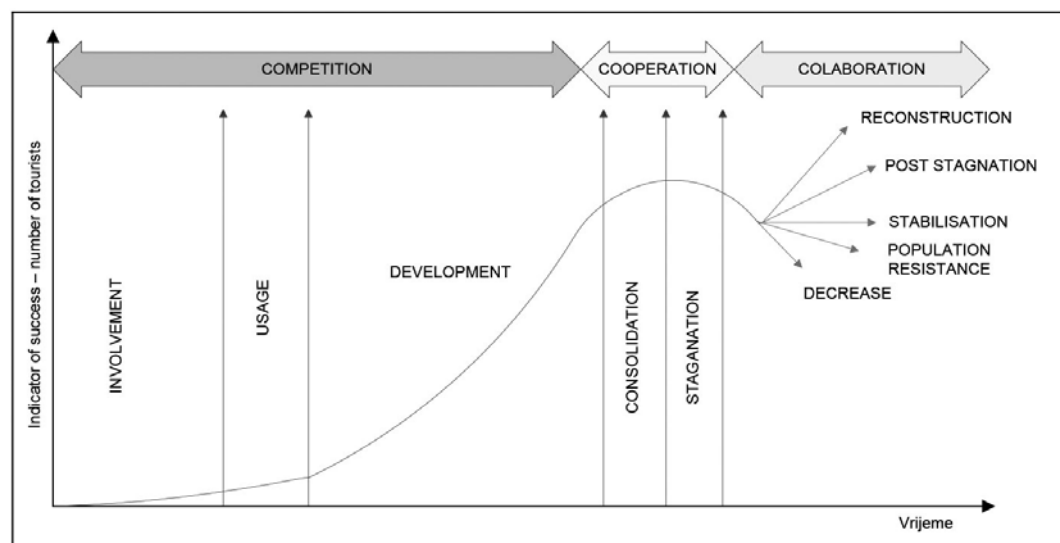 COMPETITION
COOPERATION
COLABORATION
RECONSTRUCTION
POST STAGNATION
STABILISATION
POPULATION
RESISTANCE
DECREASE
DEVELOPMENT
INVOLVEMENT
USAGE
CONSOLIDATION
STAGANATION
Indicator of success – number of tourists
Vrijeme